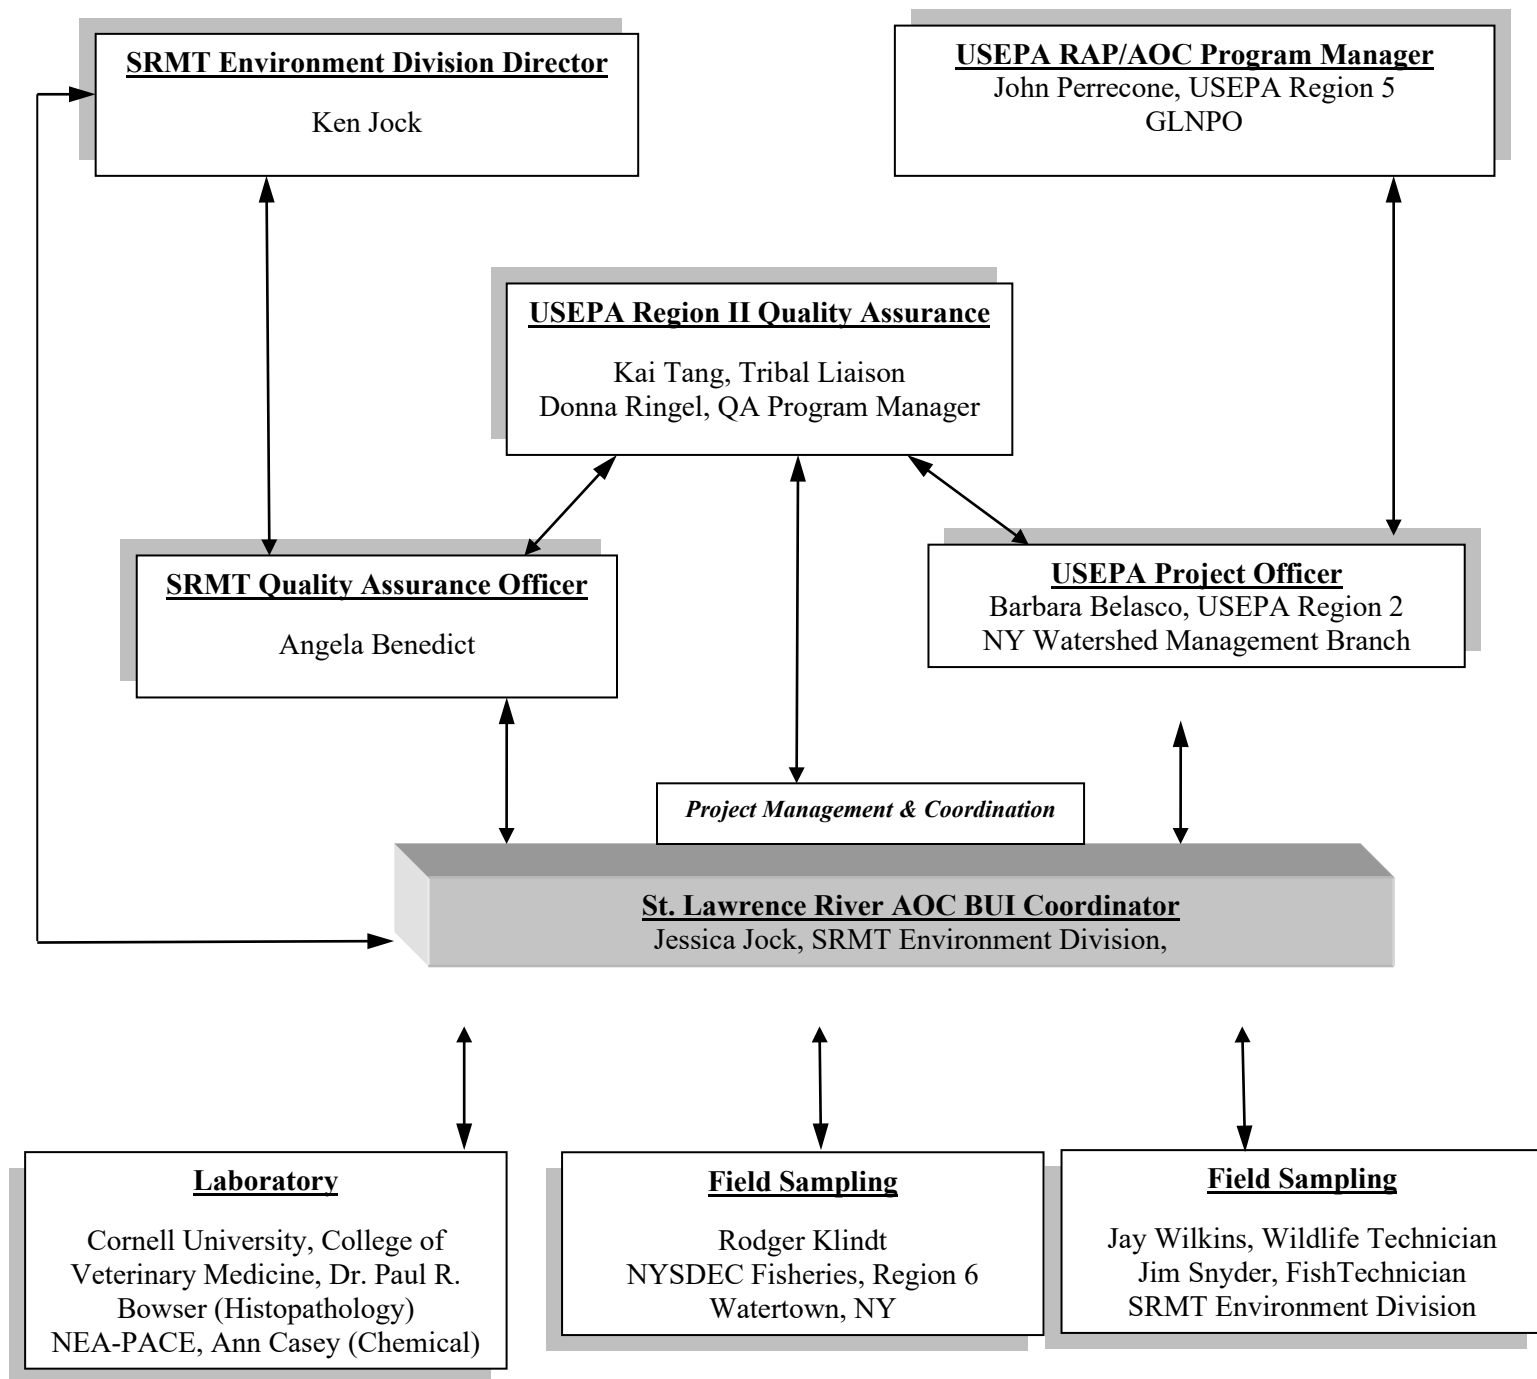 SRMT Environment Division Director
Ken Jock
USEPA RAP/AOC Program Manager
John Perrecone, USEPA Region 5
GLNPO
USEPA Region II Quality Assurance
Kai Tang, Tribal Liaison
Donna Ringel, QA Program Manager
SRMT Quality Assurance Officer
Angela Benedict
USEPA Project Officer
Barbara Belasco, USEPA Region 2
NY Watershed Management Branch
Project Management & Coordination
St. Lawrence River AOC BUI Coordinator
Jessica Jock, SRMT Environment Division,
Laboratory
Cornell University, College of
Veterinary Medicine, Dr. Paul R.
Bowser (Histopathology)
NEA-PACE, Ann Casey (Chemical)
Field Sampling
Rodger Klindt
NYSDEC Fisheries, Region 6
Watertown, NY
Field Sampling
Jay Wilkins, Wildlife Technician
Jim Snyder, FishTechnician
SRMT Environment Division